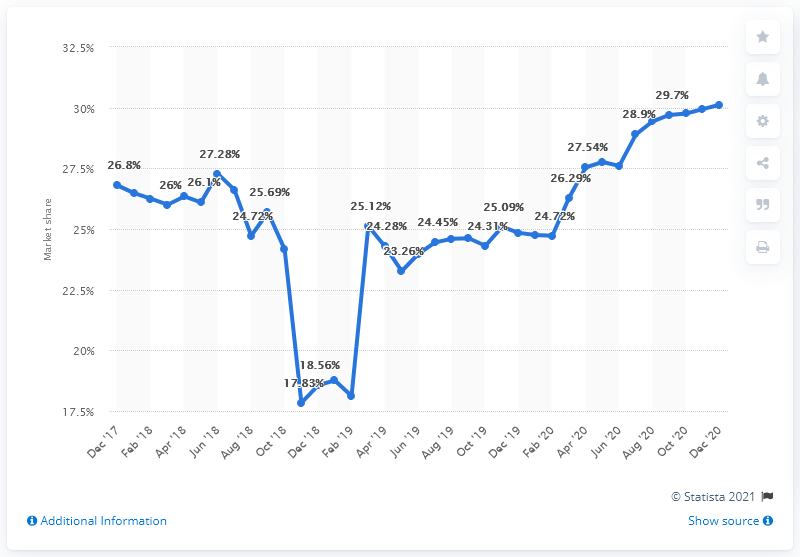 32.5%
30%
27.5%
25%
22.5%
20%
17.5%
Market share
26.8%
26%
26.1%
27.28%
24.72%
25.69%
17.83%
18.56%
25.12%
24.28%
23.26%
24.45%
24.31%
25.09%
24.72%
26.29%
27.54%
28.9%
29.7%
Dec '17
Feb '18
Apr '18
Jun '18
Aug '18
Oct '18
Dec '18
Feb '19
Apr '19
Jun '19
Aug '19
Oct '19
Dec '19
Feb '20
Apr '20
Jun '20
Aug '20
Oct '20
Dec '20
© Statista 2021
Additional Information
Show source